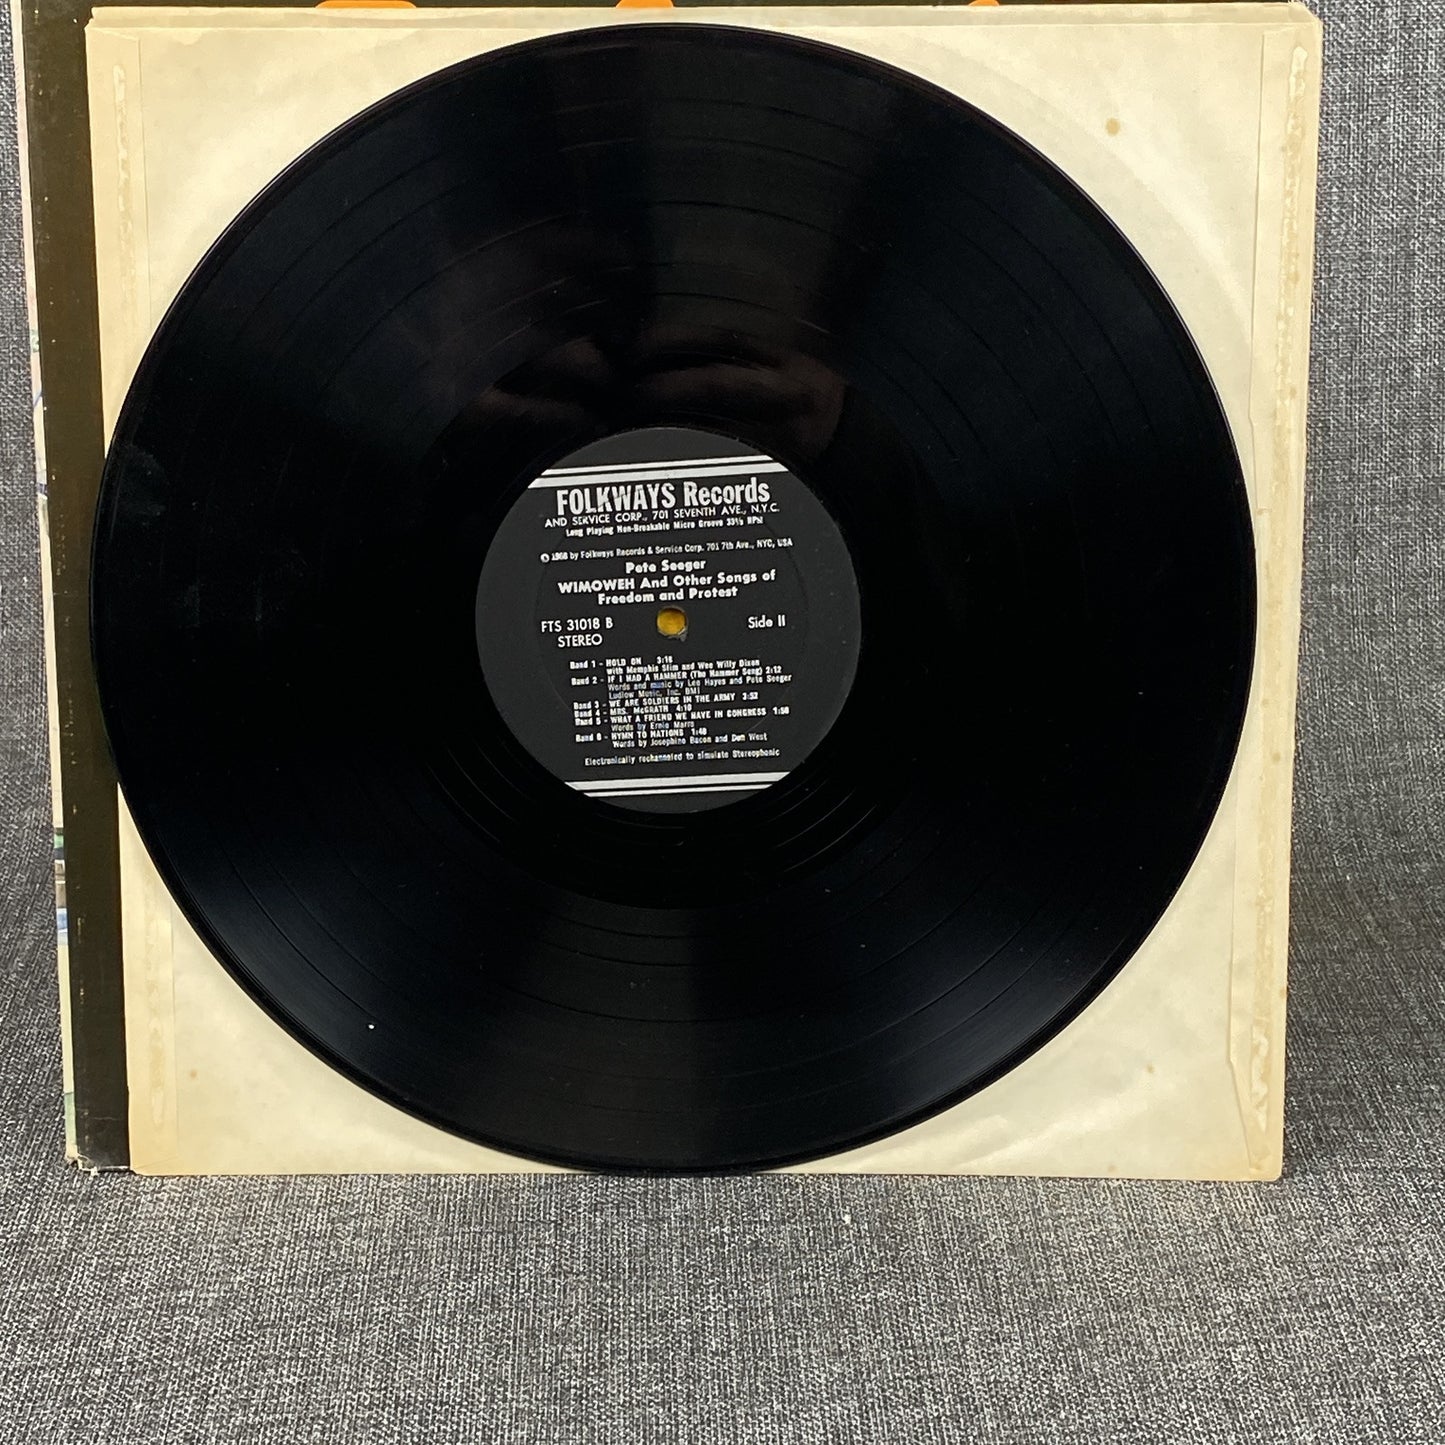 FOLKWAYS Records
AND SERVICE CORP., 701 SEVENTH AVE., N.Y.C.
Long Playing Non-Breakable Micro Groove 33⅓ RPM
© 1968 by Folkways Records & Service Corp. 701 7th Ave., NYC, USA
Pete Seeger
WIMOWEH And Other Songs of
Freedom and Protest
FTS 31018 B Side II
STEREO
Band 1 - HOLD ON 3:16
with Memphis Slim and Wee Willy Dixon
Band 2 - IF I HAD A HAMMER (The Hammer Song) 2:12
Words and music by Lee Hayes and Pete Seeger
Ludlow Music, Inc. BMI
Band 3 - WE ARE SOLDIERS IN THE ARMY 3:52
Band 4 - MRS. McGRATH 4:10
Band 5 - WHAT A FRIEND WE HAVE IN CONGRESS 1:50
Words by Ernie Marrs
Band 6 - HYMN TO NATIONS 1:48
Words by Josephine Bacon and Don West
Electronically rechanneled to simulate Stereophonic